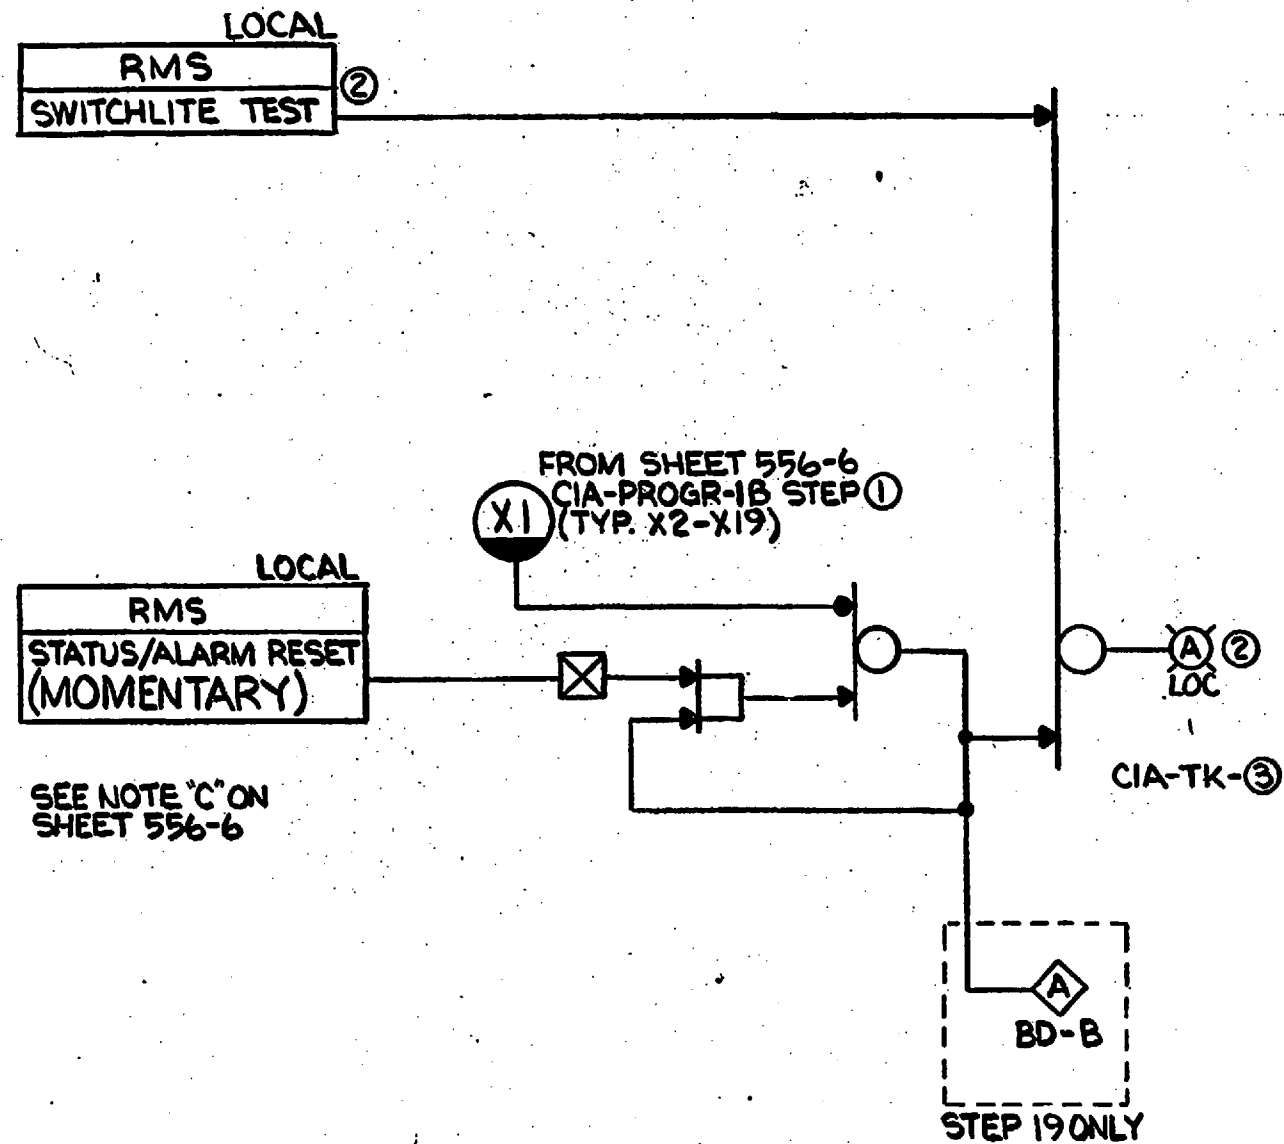 LOCAL
RMS
SWITCHLITE TEST
②
FROM SHEET 556-6
CIA-PROGR-1B STEP ①
(TYP. X2-X19)
X1
LOCAL
RMS
STATUS/ALARM RESET
(MOMENTARY)
A
②
LOC
CIA-TK-③
SEE NOTE "C" ON
SHEET 556-6
A
BD-B
STEP 19 ONLY